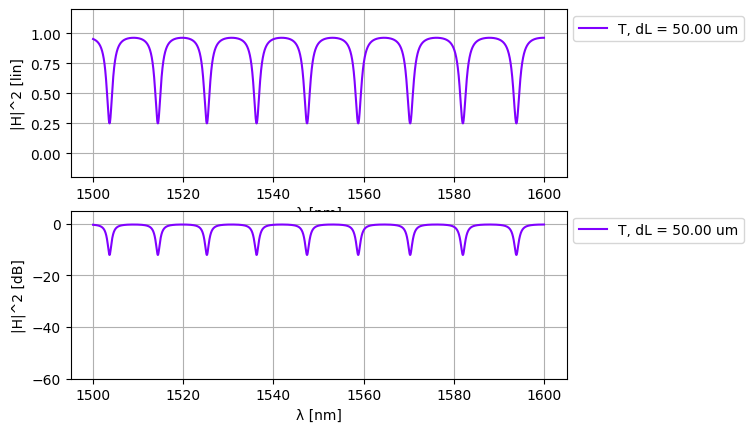 |H|^2 [lin]
1.00
0.75
0.50
0.25
0.00
1500 1520 1540 1560 1580 1600
λ [nm]
T, dL = 50.00 um
|H|^2 [dB]
0
−20
−40
−60
1500 1520 1540 1560 1580 1600
λ [nm]
T, dL = 50.00 um